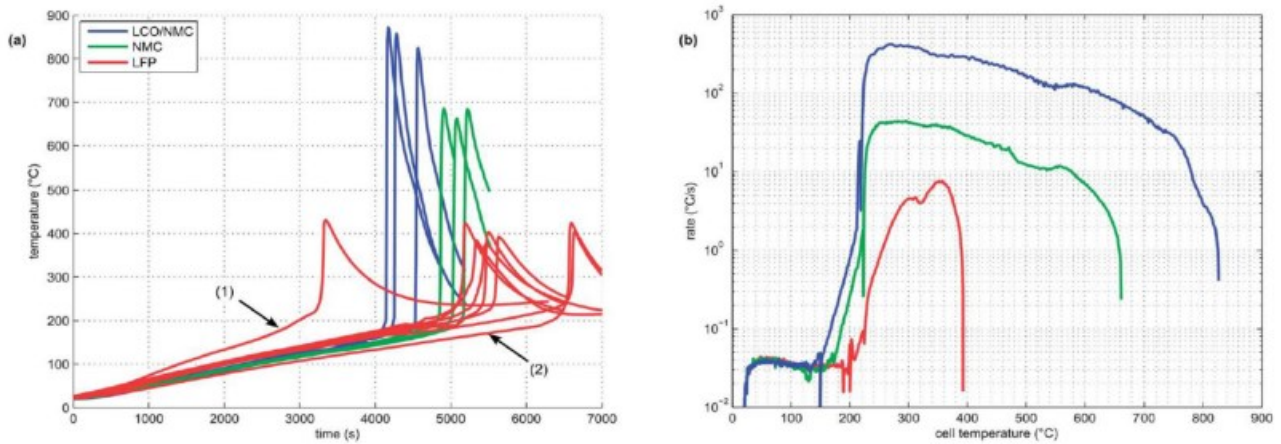 (a)
LCO/NMC
NMC
LFP
temperature (°C)
900
800
700
600
500
400
300
200
100
0
(1)
(2)
0 1000 2000 3000 4000 5000 6000 7000
time (s)
(b)
rate (°C/s)
10³
10²
10¹
10⁰
10⁻¹
10⁻²
0 100 200 300 400 500 600 700 800 900
cell temperature (°C)